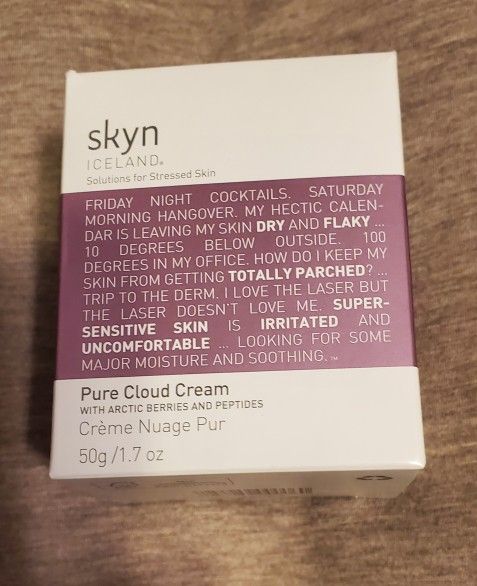 skyn
ICELAND®
Solutions for Stressed Skin
FRIDAY NIGHT COCKTAILS. SATURDAY
MORNING HANGOVER. MY HECTIC CALEN-
DAR IS LEAVING MY SKIN DRY AND FLAKY ...
10 DEGREES BELOW OUTSIDE. 100
DEGREES IN MY OFFICE. HOW DO I KEEP MY
SKIN FROM GETTING TOTALLY PARCHED? ...
TRIP TO THE DERM. I LOVE THE LASER BUT
THE LASER DOESN'T LOVE ME. SUPER-
SENSITIVE SKIN IS IRRITATED AND
UNCOMFORTABLE ... LOOKING FOR SOME
MAJOR MOISTURE AND SOOTHING.™
Pure Cloud Cream
WITH ARCTIC BERRIES AND PEPTIDES
Crème Nuage Pur
50g /1.7 oz